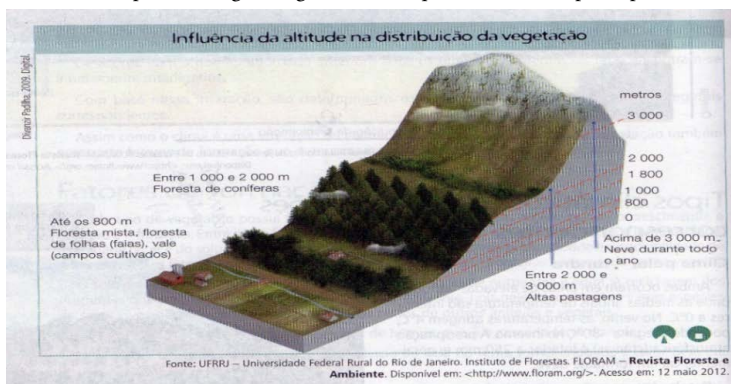 Influência da altitude na distribuição da vegetação
Divanzir Padilha, 2009. Digital.
metros
3 000
2 000
1 800
1 000
800
0
Entre 1 000 e 2 000 m
Floresta de coníferas
Até os 800 m
Floresta mista, floresta
de folhas (faias), vale
(campos cultivados)
Acima de 3 000 m
Neve durante todo
o ano
Entre 2 000 e
3 000 m
Altas pastagens
Fonte: UFRRJ – Universidade Federal Rural do Rio de Janeiro. Instituto de Florestas. FLORAM – Revista Floresta e
Ambiente. Disponível em: <http://www.floram.org/>. Acesso em: 12 maio 2012.